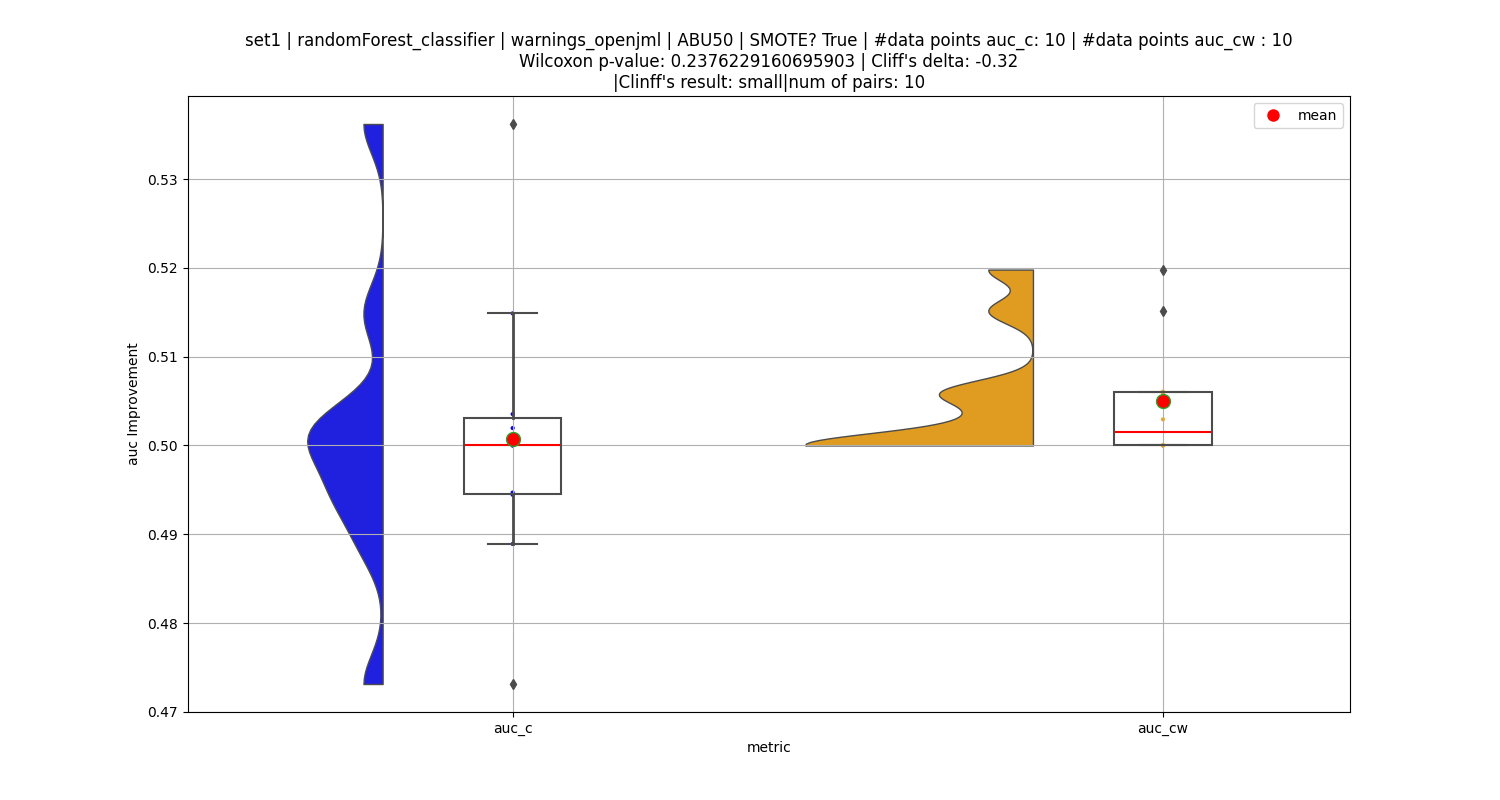 set1 | randomForest_classifier | warnings_openjml | ABU50 | SMOTE? True | #data points auc_c: 10 | #data points auc_cw : 10
Wilcoxon p-value: 0.2376229160695903 | Cliff's delta: -0.32
|Clinff's result: small|num of pairs: 10
mean
0.53
0.52
0.51
0.50
0.49
0.48
0.47
auc Improvement
auc_c
auc_cw
metric